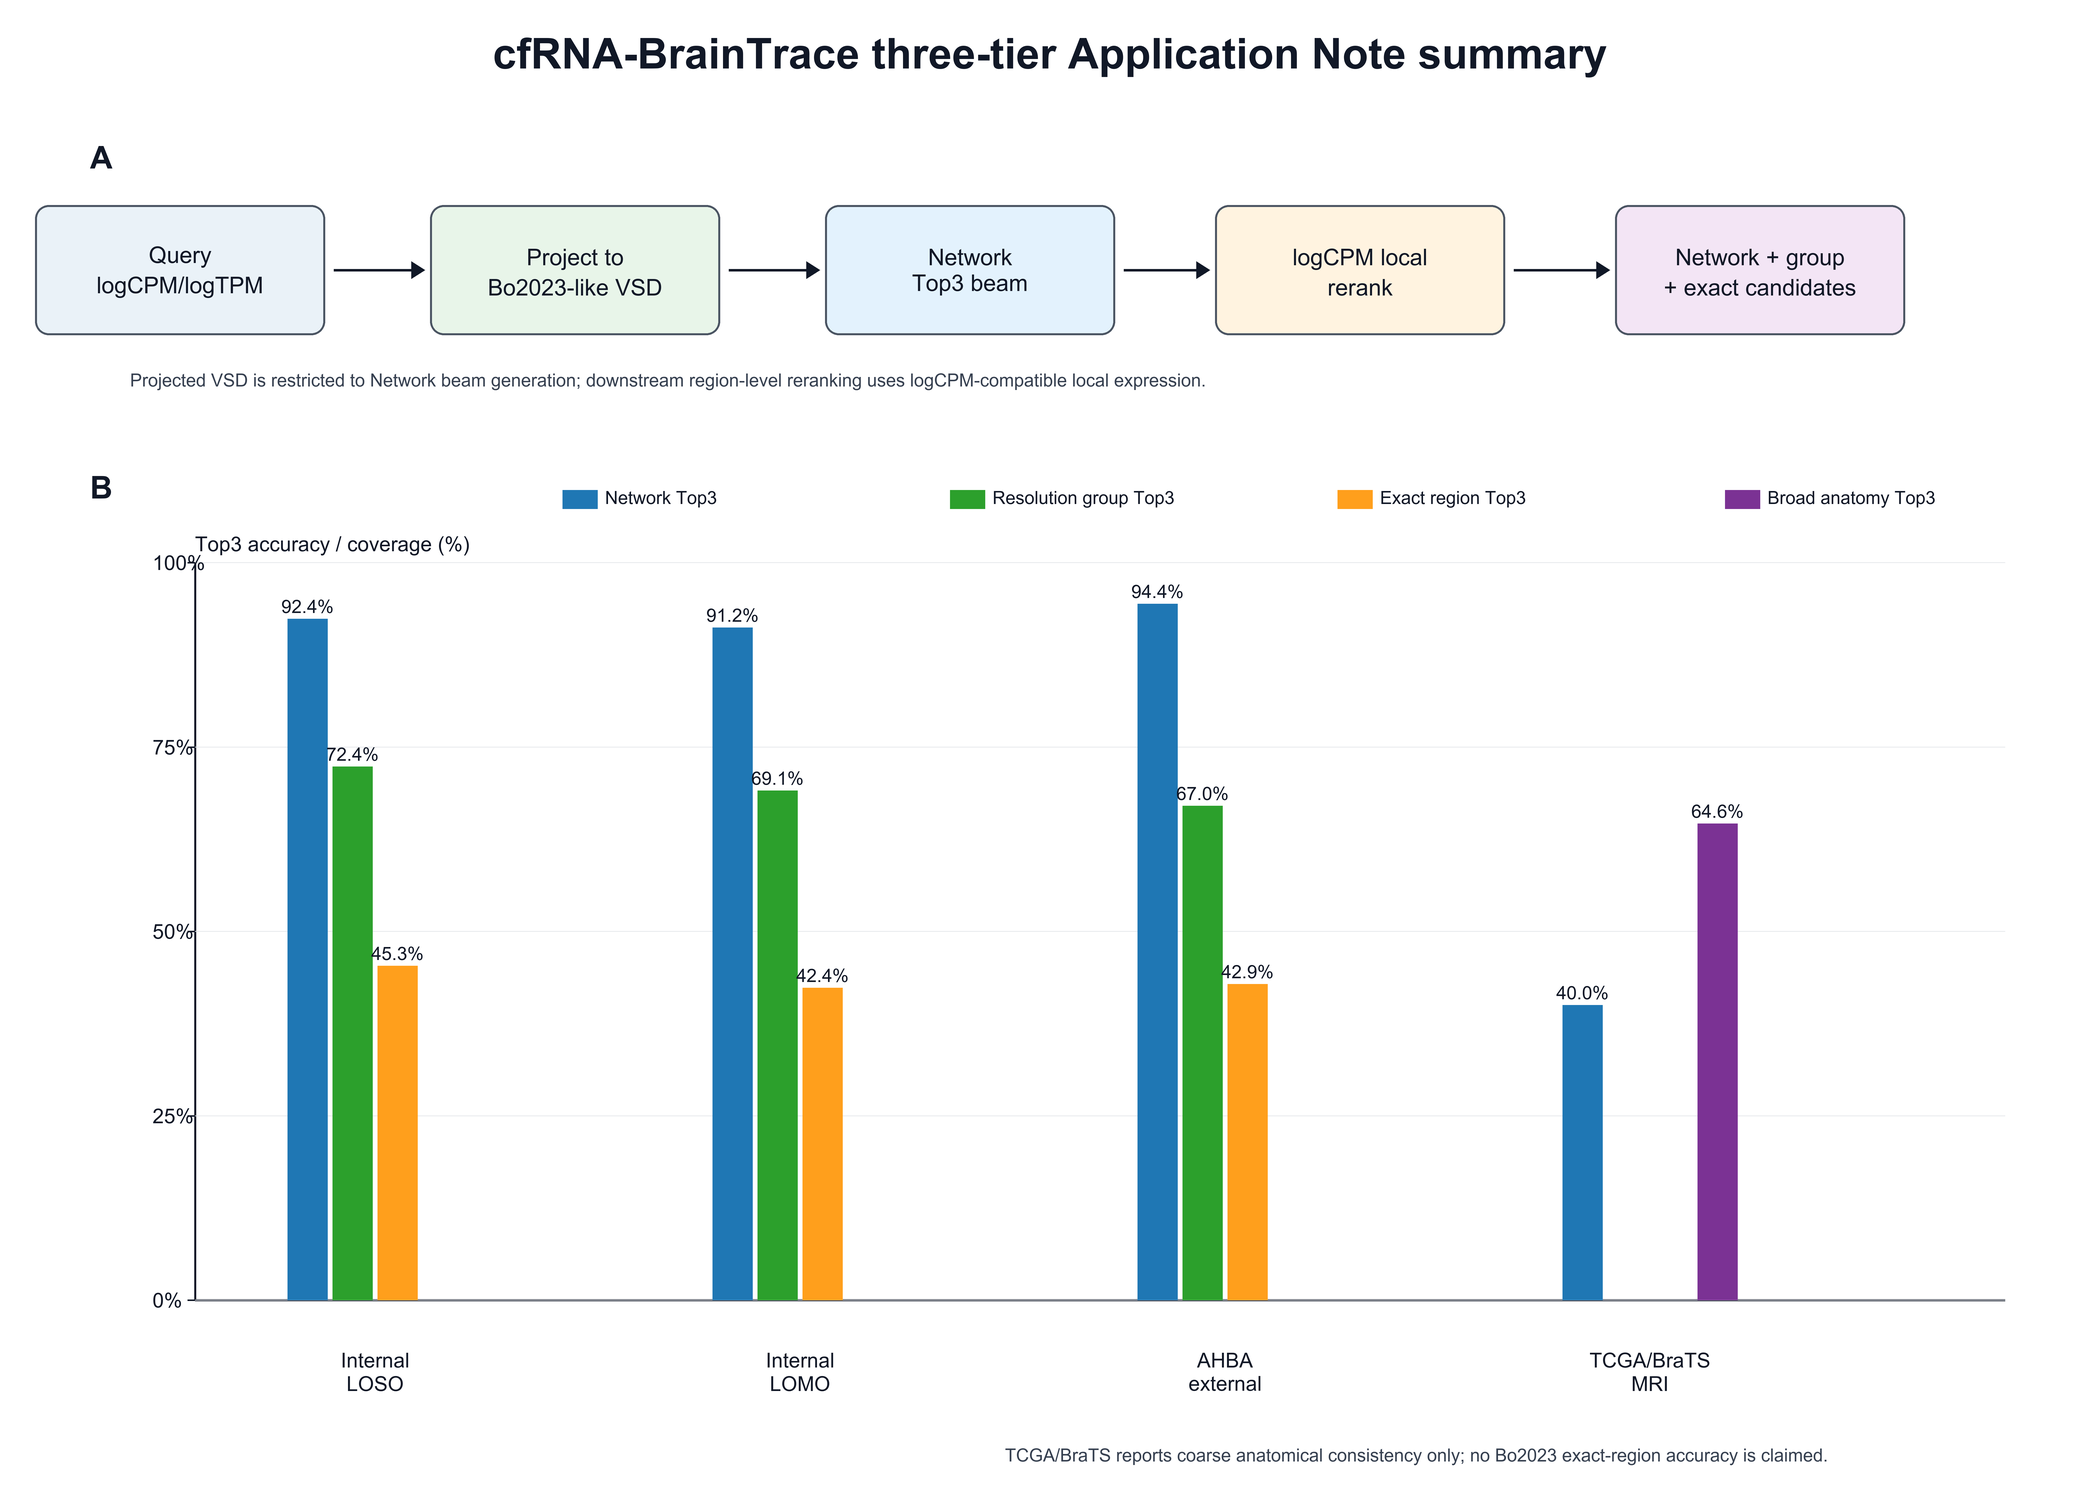 cfRNA-BrainTrace three-tier Application Note summary
A
Query
logCPM/logTPM
Project to
Bo2023-like VSD
Network
Top3 beam
logCPM local
rerank
Network + group
+ exact candidates
Projected VSD is restricted to Network beam generation; downstream region-level reranking uses logCPM-compatible local expression.
B
Network Top3
Resolution group Top3
Exact region Top3
Broad anatomy Top3
Top3 accuracy / coverage (%)
100%
75%
50%
25%
0%
92.4%
72.4%
45.3%
91.2%
69.1%
42.4%
94.4%
67.0%
42.9%
40.0%
64.6%
Internal
LOSO
Internal
LOMO
AHBA
external
TCGA/BraTS
MRI
TCGA/BraTS reports coarse anatomical consistency only; no Bo2023 exact-region accuracy is claimed.